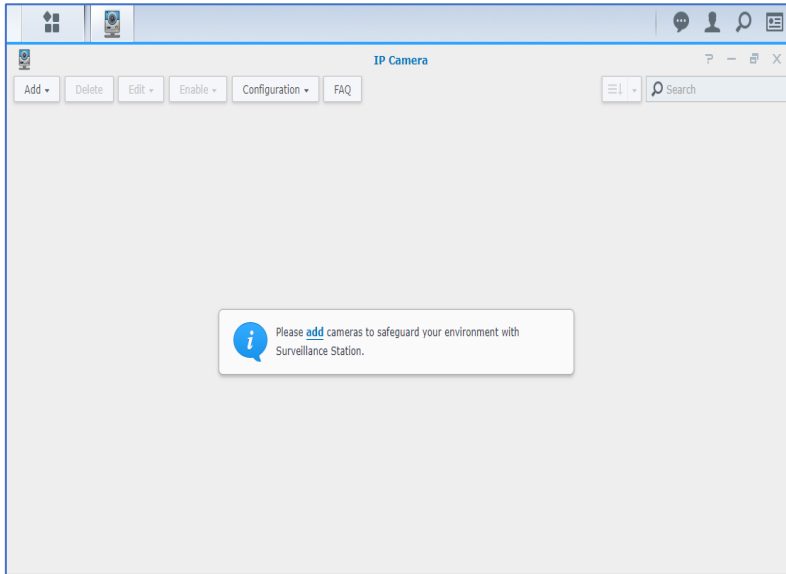 IP Camera
Add Delete Edit Enable Configuration FAQ Search
Please add cameras to safeguard your environment with
Surveillance Station.